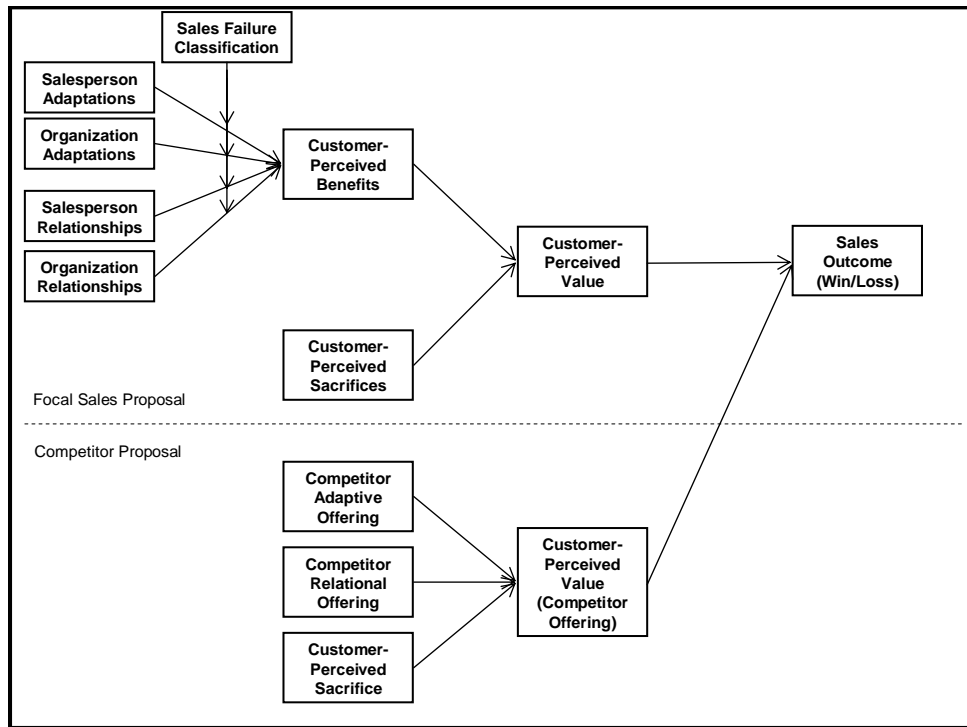 Sales Failure
Classification
Salesperson
Adaptations
Organization
Adaptations
Salesperson
Relationships
Organization
Relationships
Customer-
Perceived
Benefits
Customer-
Perceived
Sacrifices
Customer-
Perceived
Value
Sales
Outcome
(Win/Loss)
Focal Sales Proposal
Competitor Proposal
Competitor
Adaptive
Offering
Competitor
Relational
Offering
Customer-
Perceived
Sacrifice
Customer-
Perceived
Value
(Competitor
Offering)